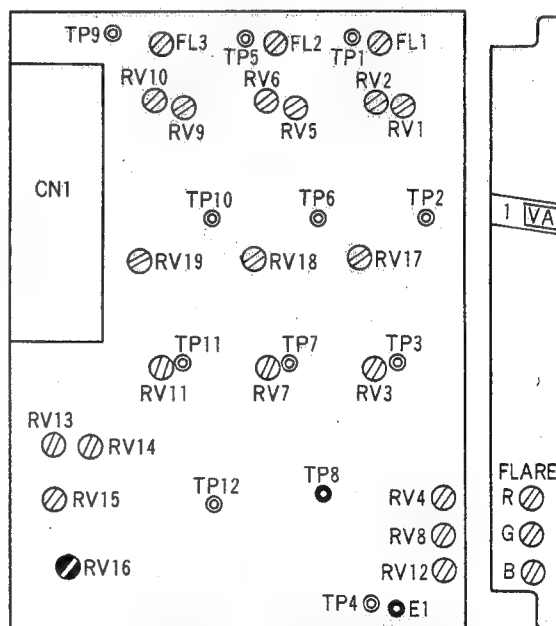 TP9 FL3 TP5 FL2 TP1 FL1
RV10 RV6 RV2
RV9 RV5 RV1
CN1
TP10 TP6 TP2
1 VA
RV19 RV18 RV17
TP11 TP7 TP3
RV11 RV7 RV3
RV13
RV14
TP8
FLARE
RV15 TP12 RV4 R
RV8 G
RV16 RV12 B
TP4 E1